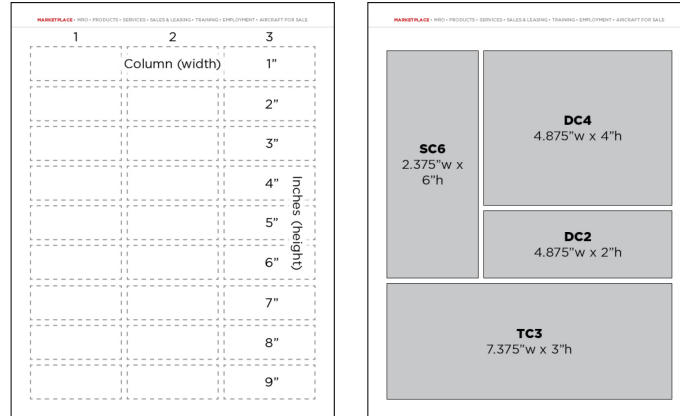 MARKETPLACE • MRO • PRODUCTS • SERVICES • SALES & LEASING • TRAINING • EMPLOYMENT • AIRCRAFT FOR SALE
1 2 3
Column (width) 1”
2”
3”
4”
5”
6”
7”
8”
9”
Inches (height)
MARKETPLACE • MRO • PRODUCTS • SERVICES • SALES & LEASING • TRAINING • EMPLOYMENT • AIRCRAFT FOR SALE
SC6
2.375”w x
6”h
DC4
4.875”w x 4”h
DC2
4.875”w x 2”h
TC3
7.375”w x 3”h